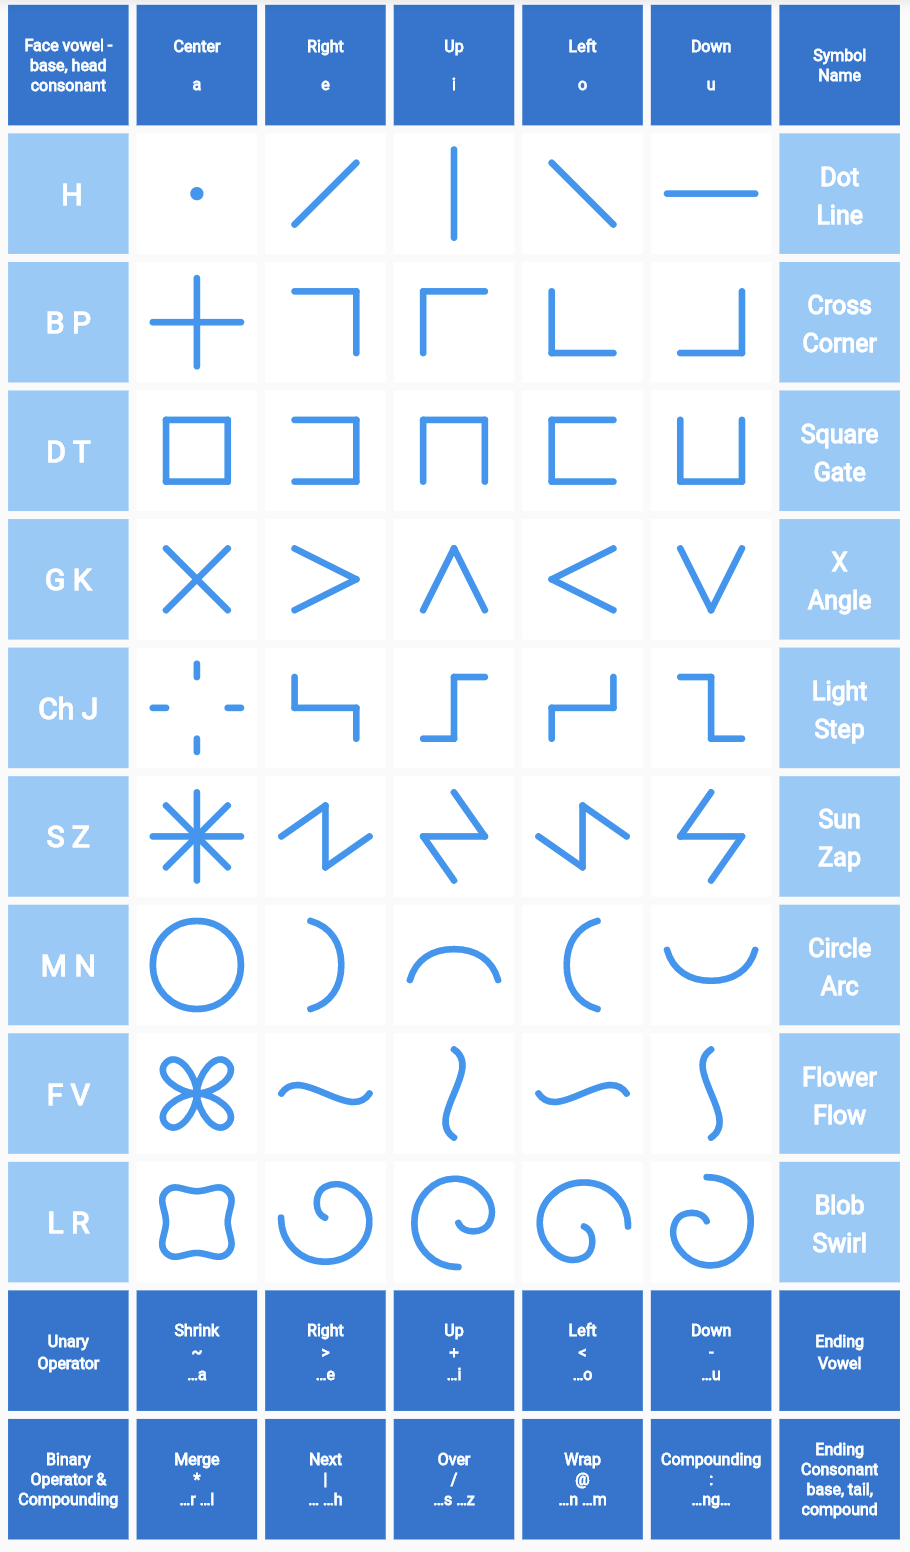 Face vowel -
base, head
consonant
Center
a
Right
e
Up
i
Left
o
Down
u
Symbol
Name
H
Dot
Line
B P
Cross
Corner
D T
Square
Gate
G K
X
Angle
Ch J
Light
Step
S Z
Sun
Zap
M N
Circle
Arc
F V
Flower
Flow
L R
Blob
Swirl
Unary
Operator
Shrink
~
...a
Right
>
...e
Up
+
...i
Left
<
...o
Down
-
...u
Ending
Vowel
Binary
Operator &
Compounding
Merge
*
...r ...l
Next
|
... ...h
Over
/
...s ...z
Wrap
@
...n ...m
Compounding
:
...ng...
Ending
Consonant
base, tail,
compound